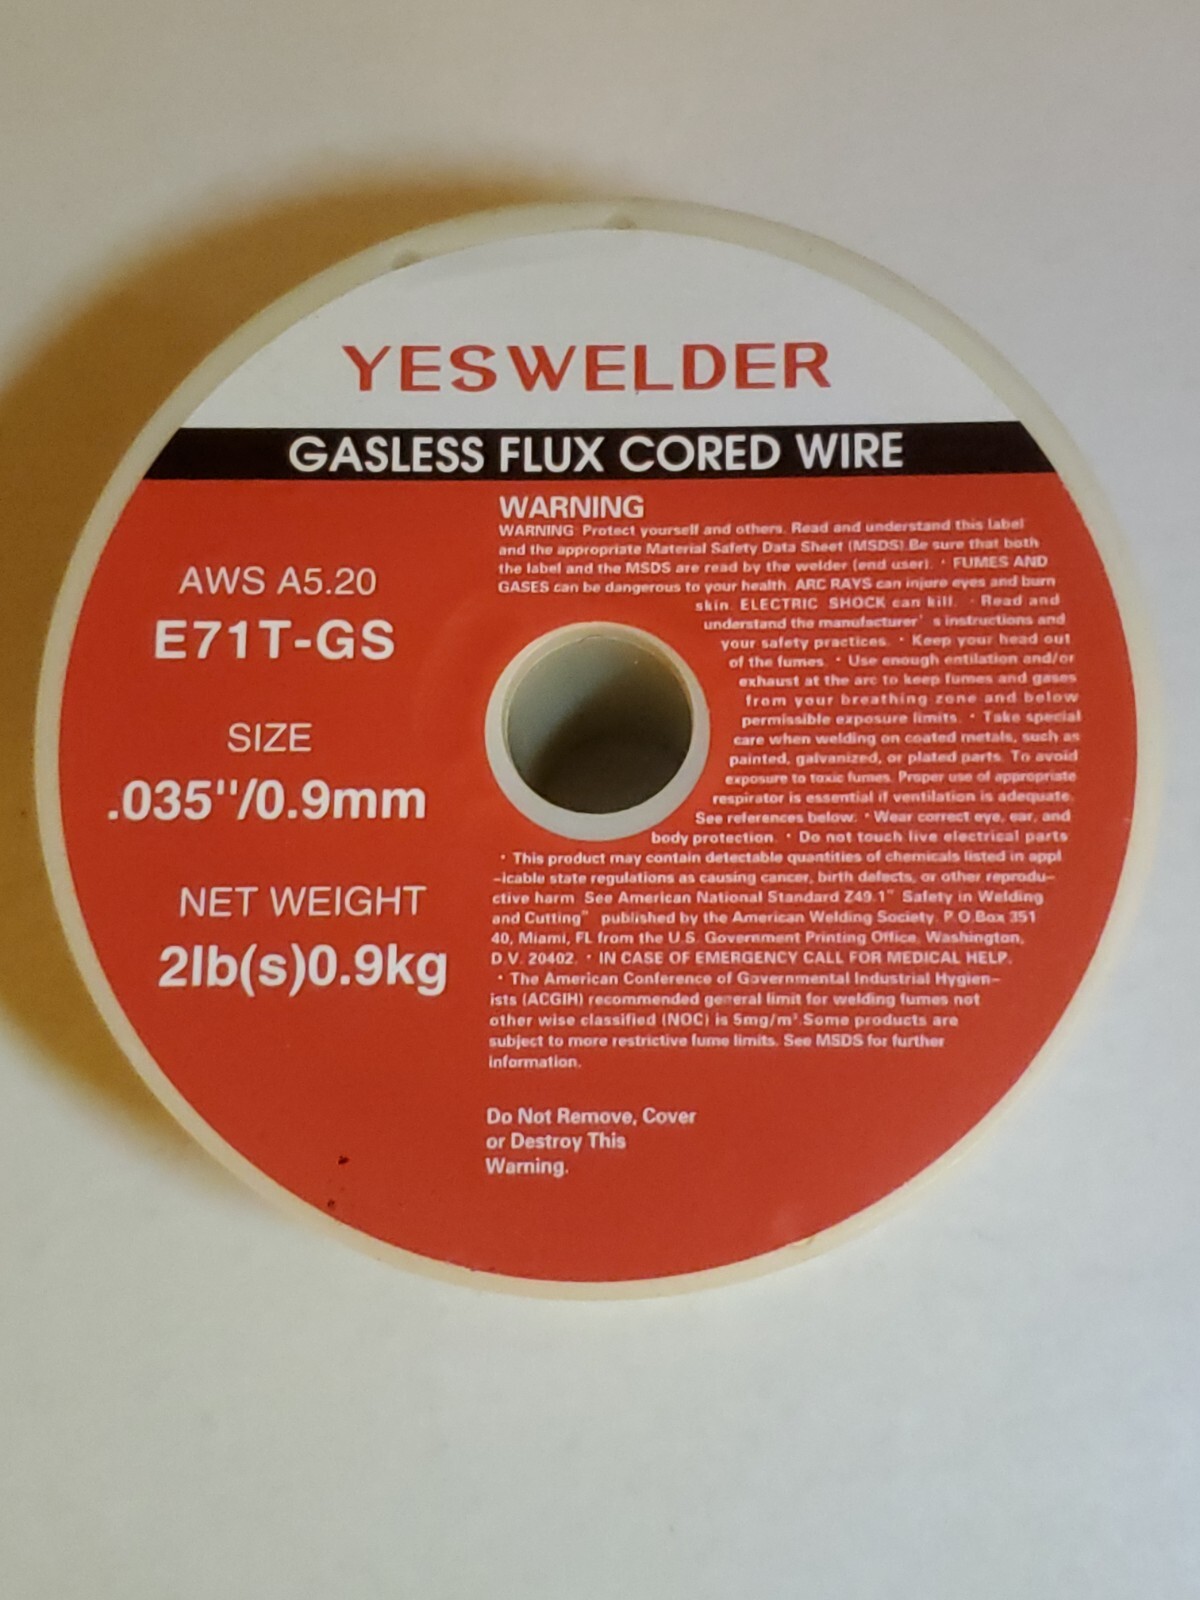 YESWELDER
GASLESS FLUX CORED WIRE
AWS A5.20
E71T-GS
SIZE
.035"/0.9mm
NET WEIGHT
2lb(s)0.9kg
WARNING
WARNING Protect yourself and others. Read and understand this label
and the appropriate Material Safety Data Sheet (MSDS).Be sure that both
the label and the MSDS are read by the welder (end user). · FUMES AND
GASES can be dangerous to your health. ARC RAYS can injure eyes and burn
skin. ELECTRIC SHOCK can kill. · Read and
understand the manufacturer's instructions and
your safety practices. · Keep your head out
of the fumes. · Use enough entilation and/or
exhaust at the arc to keep fumes and gases
from your breathing zone and below
permissible exposure limits. · Take special
care when welding on coated metals, such as
painted, galvanized, or plated parts. To avoid
exposure to toxic fumes. Proper use of appropriate
respirator is essential if ventilation is adequate.
See references below. · Wear correct eye, ear, and
body protection. · Do not touch live electrical parts
· This product may contain detectable quantities of chemicals listed in appl
-icable state regulations as causing cancer, birth defects, or other reprodu-
ctive harm See American National Standard Z49.1" Safety in Welding
and Cutting" published by the American Welding Society. P.O.Box 351
40, Miami, FL from the U.S. Government Printing Office, Washington,
D.V. 20402. · IN CASE OF EMERGENCY CALL FOR MEDICAL HELP.
· The American Conference of Governmental Industrial Hygien-
ists (ACGIH) recommended general limit for welding fumes not
other wise classified (NOC) is 5mg/m³.Some products are
subject to more restrictive fume limits. See MSDS for further
information.
Do Not Remove, Cover
or Destroy This
Warning.